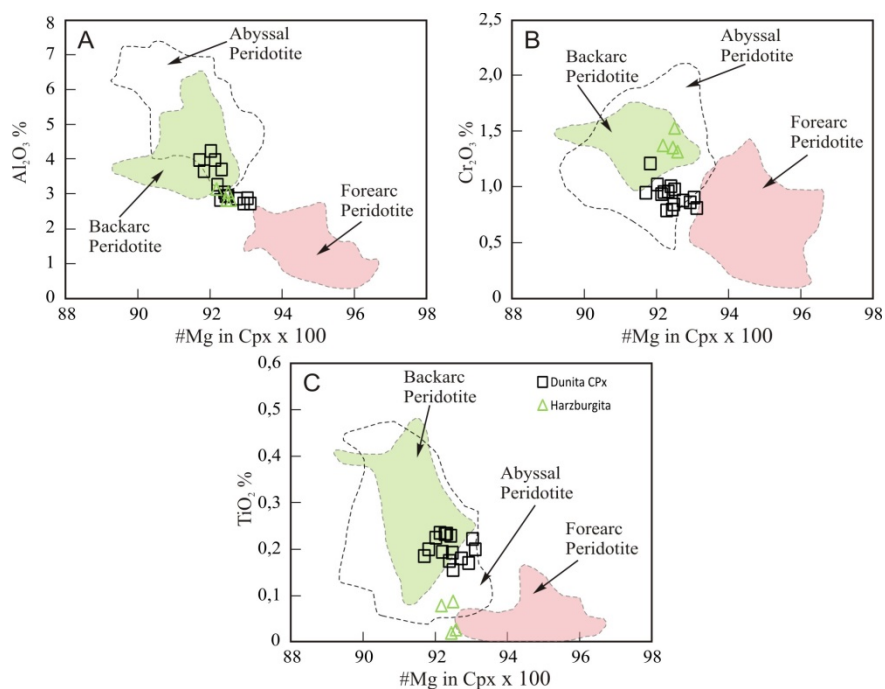 A
Abyssal
Peridotite
Backarc
Peridotite
Forearc
Peridotite
Al₂O₃ %
8
7
6
5
4
3
2
1
0
88 90 92 94 96 98
#Mg in Cpx x 100
B
Backarc
Peridotite
Abyssal
Peridotite
Forearc
Peridotite
Cr₂O₃ %
2,5
2,0
1,5
1,0
0,5
0
88 90 92 94 96 98
#Mg in Cpx x 100
C
Backarc
Peridotite
Dunita CPx
Harzburgita
Abyssal
Peridotite
Forearc
Peridotite
TiO₂ %
0,6
0,5
0,4
0,3
0,2
0,1
0
88 90 92 94 96 98
#Mg in Cpx x 100